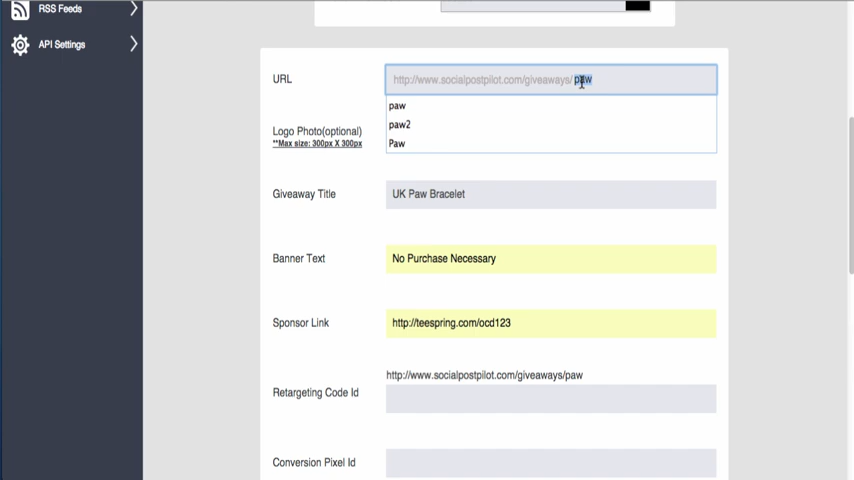 RSS Feeds
API Settings
URL
http://www.socialpostpilot.com/giveaways/ paw
paw
paw2
Paw
Logo Photo(optional)
**Max size: 300px X 300px
Giveaway Title
UK Paw Bracelet
Banner Text
No Purchase Necessary
Sponsor Link
http://teespring.com/ocd123
http://www.socialpostpilot.com/giveaways/paw
Retargeting Code Id
Conversion Pixel Id